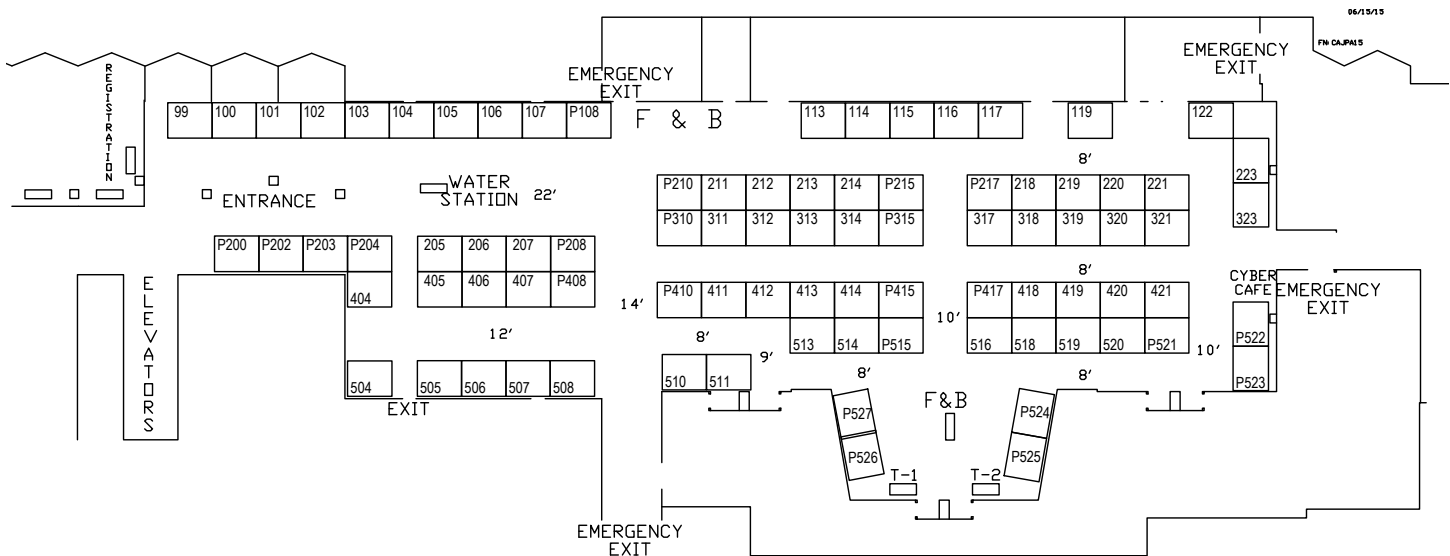 06/15/15
FN: CAJPA15
EMERGENCY
EXIT
EMERGENCY
EXIT
REGISTRATION
99 100 101 102 103 104 105 106 107 P108
F & B
113 114 115 116 117 119 122
8'
WATER
STATION 22'
ENTRANCE
P210 211 212 213 214 P215 P217 218 219 220 221 223
P310 311 312 313 314 P315 317 318 319 320 321 323
P200 P202 P203 P204 205 206 207 P208
404 405 406 407 P408
8'
CYBER
CAFE
EMERGENCY
EXIT
ELEVATORS
14'
P410 411 412 413 414 P415 P417 418 419 420 421
10'
12'
8'
513 514 P515 516 518 519 520 P521
10'
P522
9'
8'
8'
504 505 506 507 508 510 511 P523
EXIT
F&B
P527 P524
P526 P525
T-1 T-2
EMERGENCY
EXIT